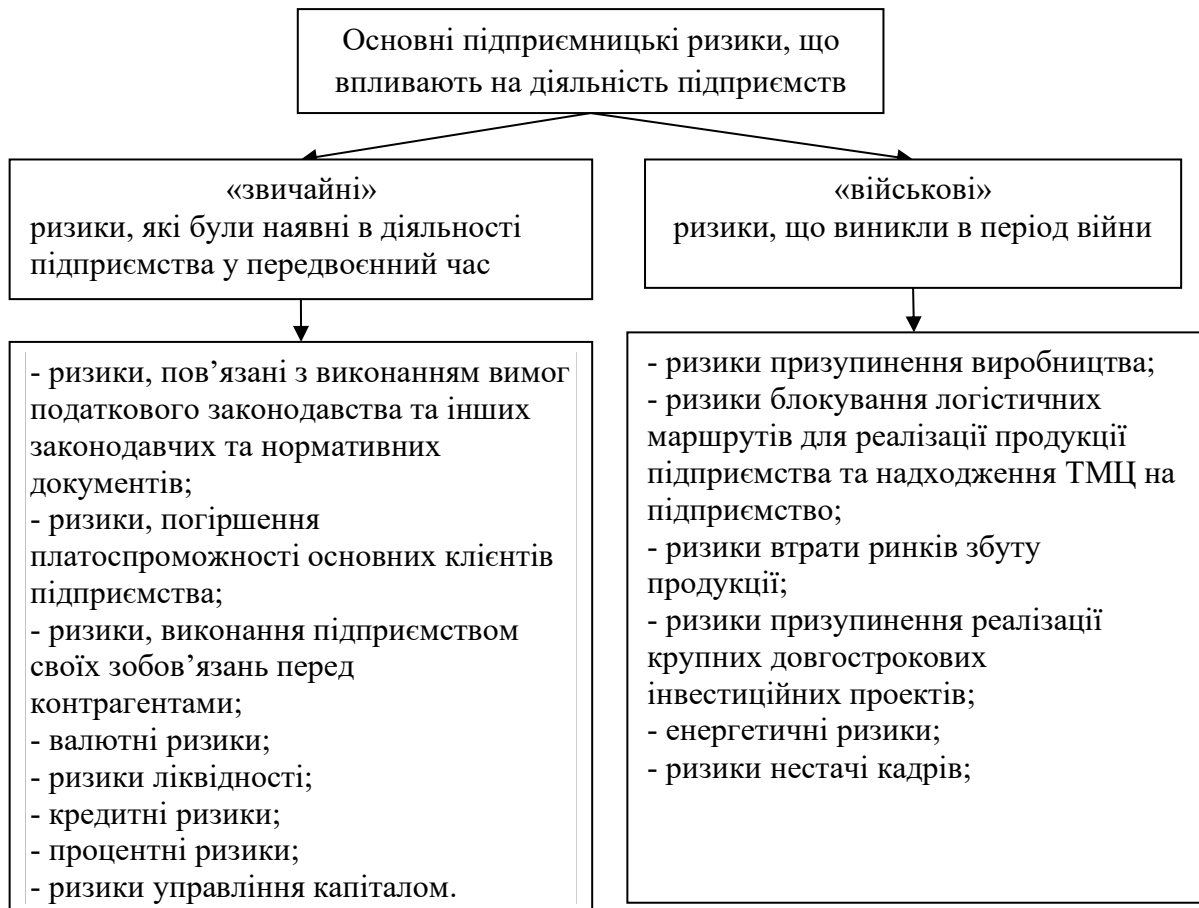 Основні підприємницькі ризики, що
впливають на діяльність підприємств
«звичайні»
ризики, які були наявні в діяльності
підприємства у передвоєнний час
«військові»
ризики, що виникли в період війни
- ризики, пов’язані з виконанням вимог
податкового законодавства та інших
законодавчих та нормативних
документів;
- ризики, погіршення
платоспроможності основних клієнтів
підприємства;
- ризики, виконання підприємством
своїх зобов’язань перед
контрагентами;
- валютні ризики;
- ризики ліквідності;
- кредитні ризики;
- процентні ризики;
- ризики управління капіталом.
- ризики призупинення виробництва;
- ризики блокування логістичних
маршрутів для реалізації продукції
підприємства та надходження ТМЦ на
підприємство;
- ризики втрати ринків збуту
продукції;
- ризики призупинення реалізації
крупних довгострокових
інвестиційних проектів;
- енергетичні ризики;
- ризики нестачі кадрів;